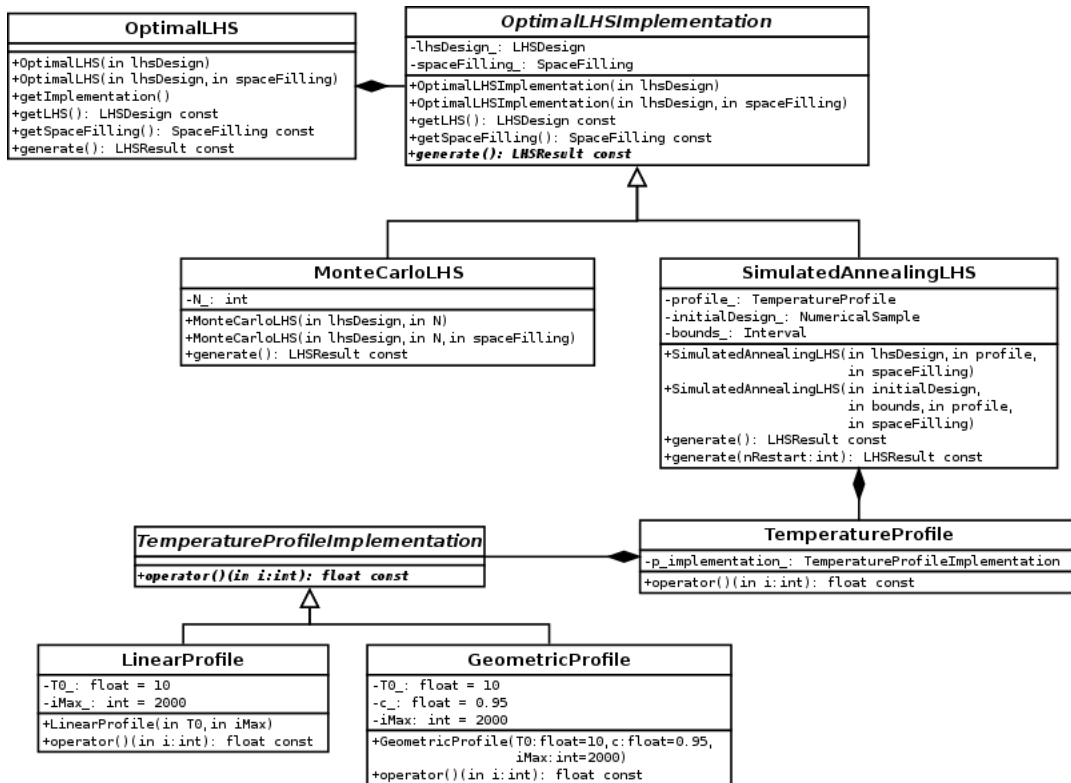 OptimalLHS
+OptimalLHS(in lhsDesign)
+OptimalLHS(in lhsDesign,in spaceFilling)
+getImplementation()
+getLHS(): LHSDesign const
+getSpaceFilling(): SpaceFilling const
+generate(): LHSResult const
OptimalLHSImplementation
-lhsDesign_: LHSDesign
-spaceFilling_: SpaceFilling
+OptimalLHSImplementation(in lhsDesign)
+OptimalLHSImplementation(in lhsDesign,in spaceFilling)
+getLHS(): LHSDesign const
+getSpaceFilling(): SpaceFilling const
+generate(): LHSResult const
MonteCarloLHS
-N_: int
+MonteCarloLHS(in lhsDesign,in N)
+MonteCarloLHS(in lhsDesign,in N,in spaceFilling)
+generate(): LHSResult const
SimulatedAnnealingLHS
-profile_: TemperatureProfile
-initialDesign_: NumericalSample
-bounds_: Interval
+SimulatedAnnealingLHS(in lhsDesign,in profile,
in spaceFilling)
+SimulatedAnnealingLHS(in initialDesign,
in bounds,in profile,
in spaceFilling)
+generate(): LHSResult const
+generate(nRestart:int): LHSResult const
TemperatureProfileImplementation
+operator()(in i:int): float const
TemperatureProfile
-p_implementation_: TemperatureProfileImplementation
+operator()(in i:int): float const
LinearProfile
-T0_: float = 10
-iMax_: int = 2000
+LinearProfile(in T0,in iMax)
+operator()(in i:int): float const
GeometricProfile
-T0_: float = 10
-c_: float = 0.95
-iMax: int = 2000
+GeometricProfile(T0:float=10,c:float=0.95,
iMax:int=2000)
+operator()(in i:int): float const